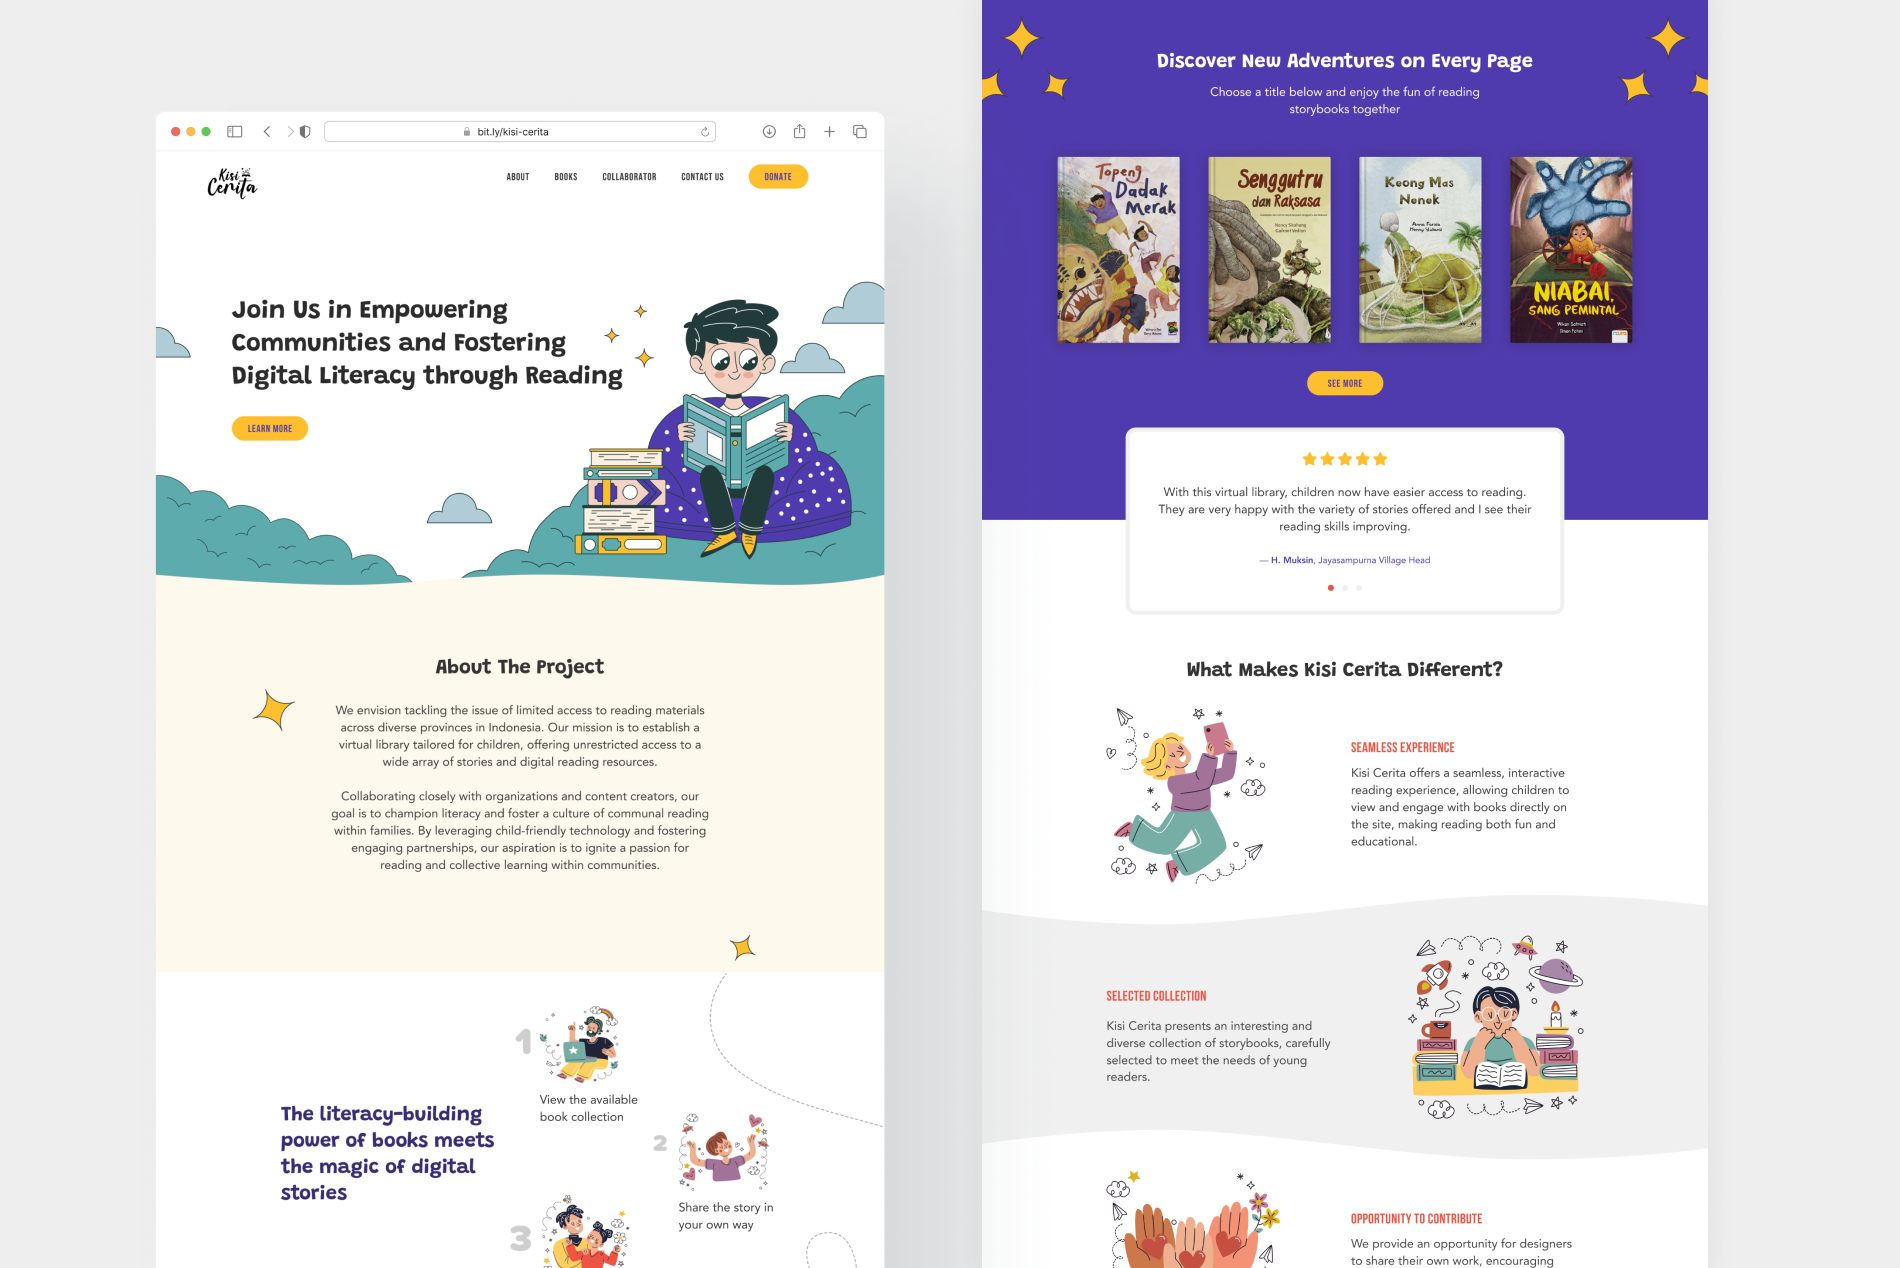 bit.ly/kisi-cerita
Kisi
Cerita
ABOUT
BOOKS
COLLABORATOR
CONTACT US
DONATE
Join Us in Empowering
Communities and Fostering
Digital Literacy through Reading
LEARN MORE
About The Project
We envision tackling the issue of limited access to reading materials
across diverse provinces in Indonesia. Our mission is to establish a
virtual library tailored for children, offering unrestricted access to a
wide array of stories and digital reading resources.
Collaborating closely with organizations and content creators, our
goal is to champion literacy and foster a culture of communal reading
within families. By leveraging child-friendly technology and fostering
engaging partnerships, our aspiration is to ignite a passion for
reading and collective learning within communities.
The literacy-building
power of books meets
the magic of digital
stories
1
View the available
book collection
2
Share the story in
your own way
3
Discover New Adventures on Every Page
Choose a title below and enjoy the fun of reading
storybooks together
Topeng
Dadak
Merak
Senggutru
dan Raksasa
Keong Mas
Nenek
NIABAI,
SANG PEMINTAL
SEE MORE
With this virtual library, children now have easier access to reading.
They are very happy with the variety of stories offered and I see their
reading skills improving.
— H. Muksin, Jayasampurna Village Head
What Makes Kisi Cerita Different?
SEAMLESS EXPERIENCE
Kisi Cerita offers a seamless, interactive
reading experience, allowing children to
view and engage with books directly on
the site, making reading both fun and
educational.
SELECTED COLLECTION
Kisi Cerita presents an interesting and
diverse collection of storybooks, carefully
selected to meet the needs of young
readers.
OPPORTUNITY TO CONTRIBUTE
We provide an opportunity for designers
to share their own work, encouraging